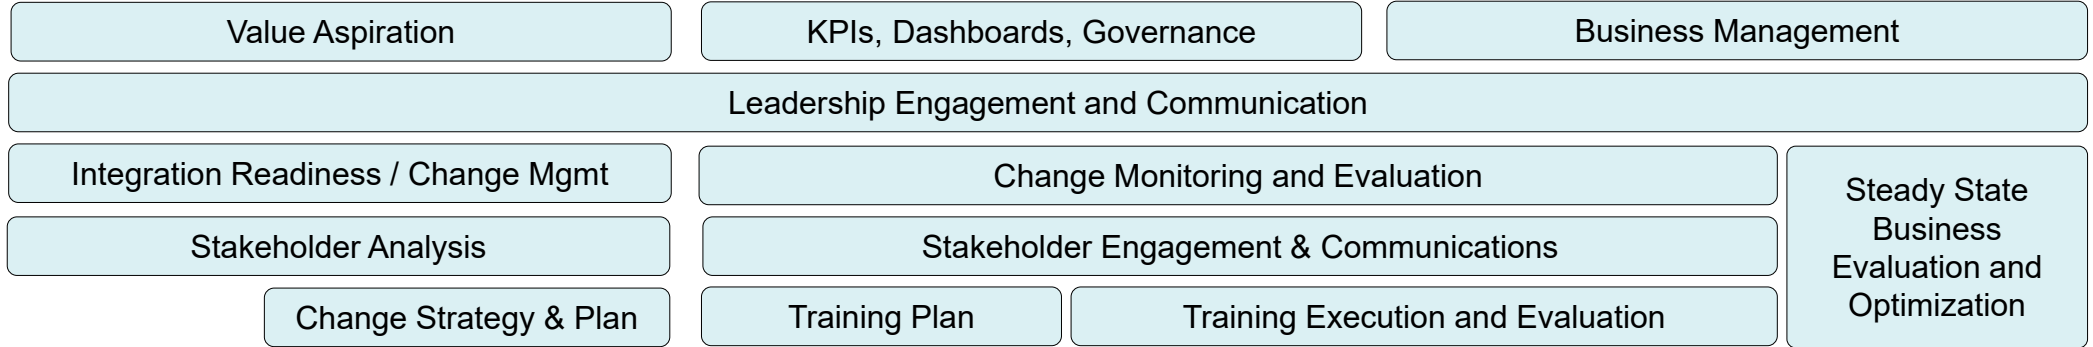 Value Aspiration
KPIs, Dashboards, Governance
Business Management
Leadership Engagement and Communication
Integration Readiness / Change Mgmt
Change Monitoring and Evaluation
Steady State
Business
Evaluation and
Optimization
Stakeholder Analysis
Stakeholder Engagement & Communications
Change Strategy & Plan
Training Plan
Training Execution and Evaluation